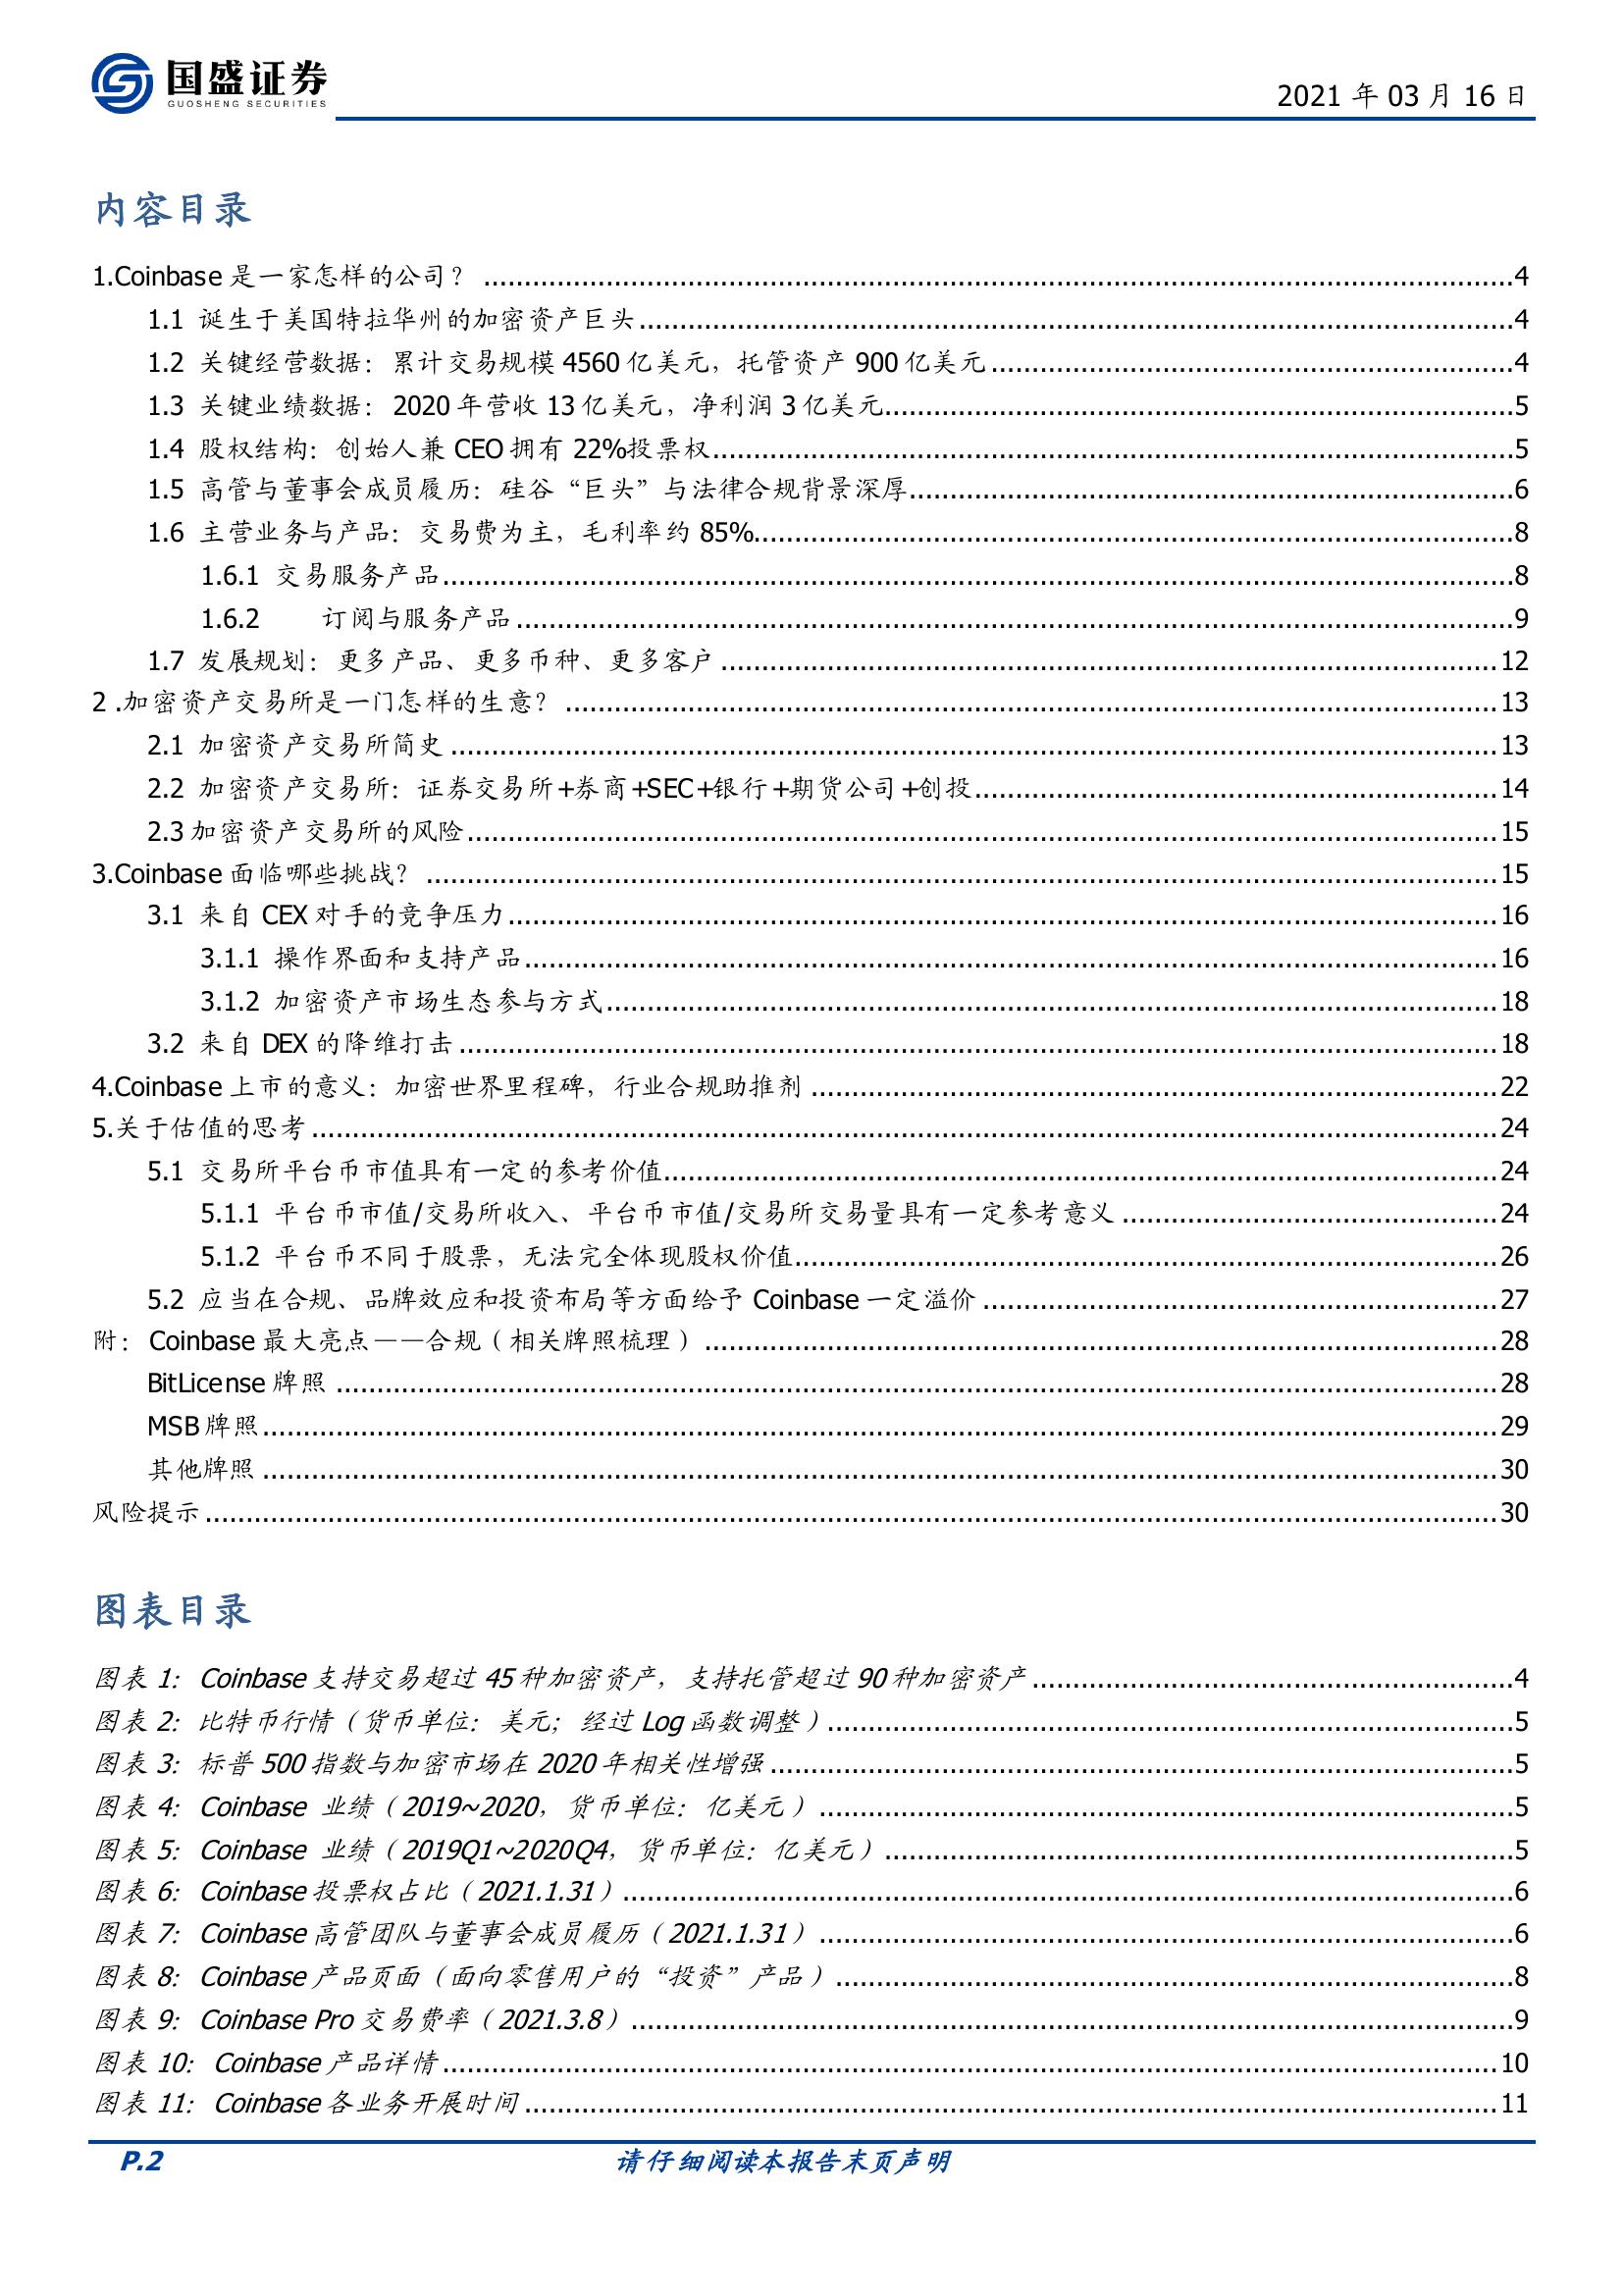 国盛证券
GUOSHENG SECURITIES
2021 年 03 月 16 日
内容目录
1.Coinbase 是一家怎样的公司？ ........................................ 4
1.1 诞生于美国特拉华州的加密资产巨头 ........................................ 4
1.2 关键经营数据：累计交易规模 4560 亿美元，托管资产 900 亿美元 ........................................ 4
1.3 关键业绩数据：2020 年营收 13 亿美元，净利润 3 亿美元 ........................................ 5
1.4 股权结构：创始人兼 CEO 拥有 22%投票权 ........................................ 5
1.5 高管与董事会成员履历：硅谷“巨头”与法律合规背景深厚 ........................................ 6
1.6 主营业务与产品：交易费为主，毛利率约 85% ........................................ 8
1.6.1 交易服务产品 ........................................ 8
1.6.2 订阅与服务产品 ........................................ 9
1.7 发展规划：更多产品、更多币种、更多客户 ........................................ 12
2 .加密资产交易所是一门怎样的生意？ ........................................ 13
2.1 加密资产交易所简史 ........................................ 13
2.2 加密资产交易所：证券交易所+券商+SEC+银行+期货公司+创投 ........................................ 14
2.3 加密资产交易所的风险 ........................................ 15
3.Coinbase 面临哪些挑战？ ........................................ 15
3.1 来自 CEX 对手的竞争压力 ........................................ 16
3.1.1 操作界面和支持产品 ........................................ 16
3.1.2 加密资产市场生态参与方式 ........................................ 18
3.2 来自 DEX 的降维打击 ........................................ 18
4.Coinbase 上市的意义：加密世界里程碑，行业合规助推剂 ........................................ 22
5.关于估值的思考 ........................................ 24
5.1 交易所平台币市值具有一定的参考价值 ........................................ 24
5.1.1 平台币市值/交易所收入、平台币市值/交易所交易量具有一定参考意义 ........................................ 24
5.1.2 平台币不同于股票，无法完全体现股权价值 ........................................ 26
5.2 应当在合规、品牌效应和投资布局等方面给予 Coinbase 一定溢价 ........................................ 27
附：Coinbase 最大亮点——合规（相关牌照梳理） ........................................ 28
BitLicense 牌照 ........................................ 28
MSB 牌照 ........................................ 29
其他牌照 ........................................ 30
风险提示 ........................................ 30
图表目录
图表 1：Coinbase 支持交易超过 45 种加密资产，支持托管超过 90 种加密资产 ........................................ 4
图表 2：比特币行情（货币单位：美元；经过 Log 函数调整） ........................................ 5
图表 3：标普 500 指数与加密市场在 2020 年相关性增强 ........................................ 5
图表 4：Coinbase 业绩（2019~2020，货币单位：亿美元） ........................................ 5
图表 5：Coinbase 业绩（2019Q1~2020Q4，货币单位：亿美元） ........................................ 5
图表 6：Coinbase 投票权占比（2021.1.31） ........................................ 6
图表 7：Coinbase 高管团队与董事会成员履历（2021.1.31） ........................................ 6
图表 8：Coinbase 产品页面（面向零售用户的“投资”产品） ........................................ 8
图表 9：Coinbase Pro 交易费率（2021.3.8） ........................................ 9
图表 10：Coinbase 产品详情 ........................................ 10
图表 11：Coinbase 各业务开展时间 ........................................ 11
P.2 请仔细阅读本报告末页声明